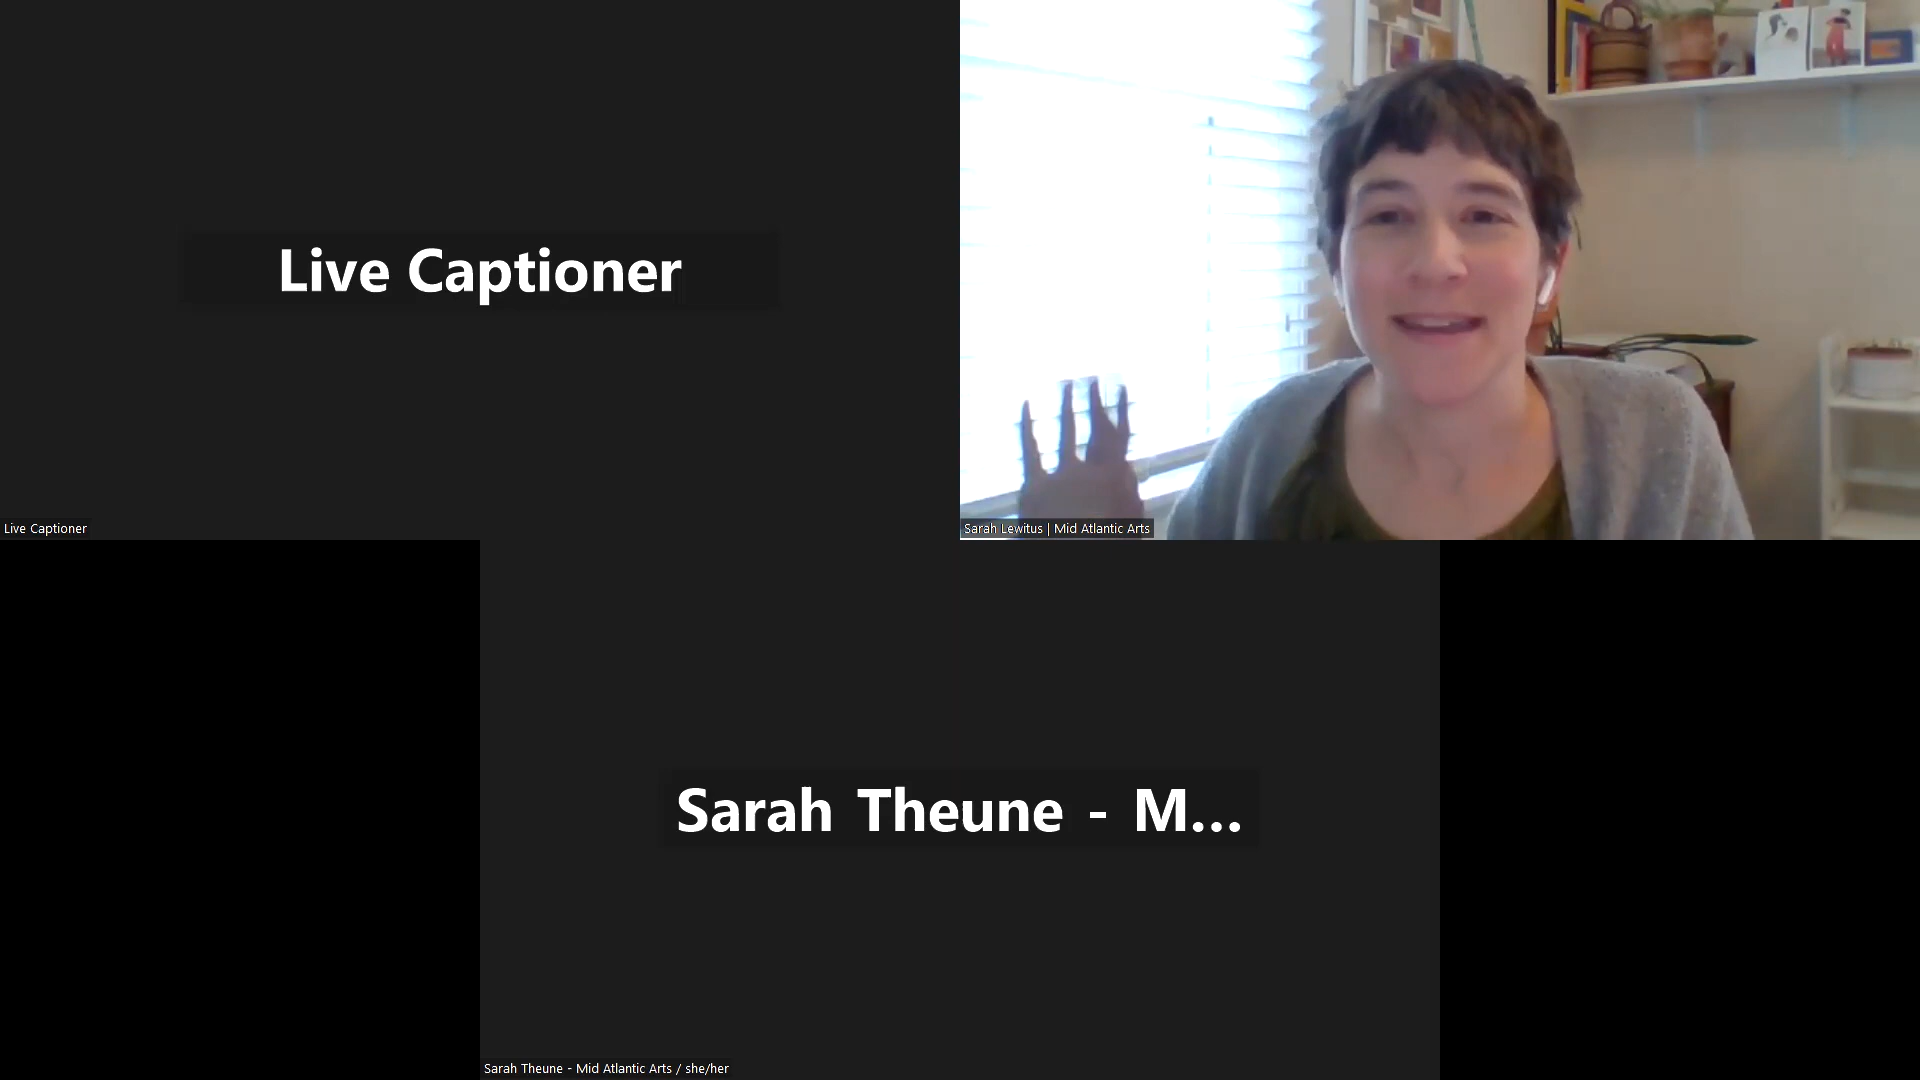 Live Captioner
Live Captioner
Sarah Lewitus | Mid Atlantic Arts
Sarah Theune - M...
Sarah Theune - Mid Atlantic Arts / she/her